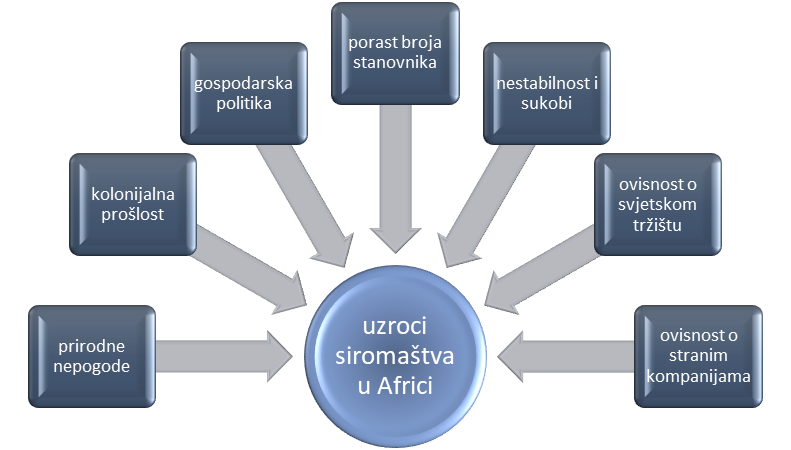 porast broja
stanovnika
gospodarska
politika
nestabilnost i
sukobi
kolonijalna
prošlost
ovisnost o
svjetskom
tržištu
prirodne
nepogode
uzroci
siromaštva
u Africi
ovisnost o
stranim
kompanijama